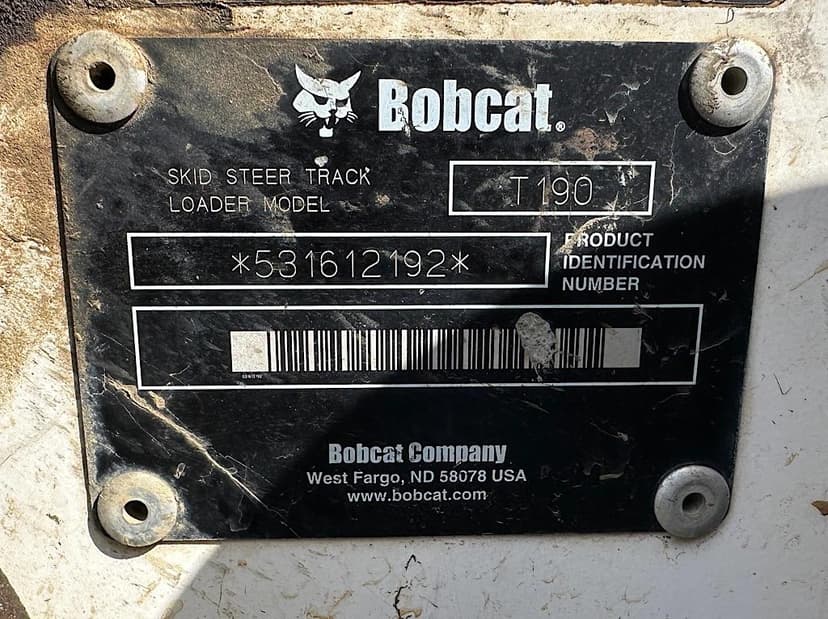 Bobcat®
SKID STEER TRACK
LOADER MODEL
T190
*531612192*
PRODUCT
IDENTIFICATION
NUMBER
Bobcat Company
West Fargo, ND 58078 USA
www.bobcat.com